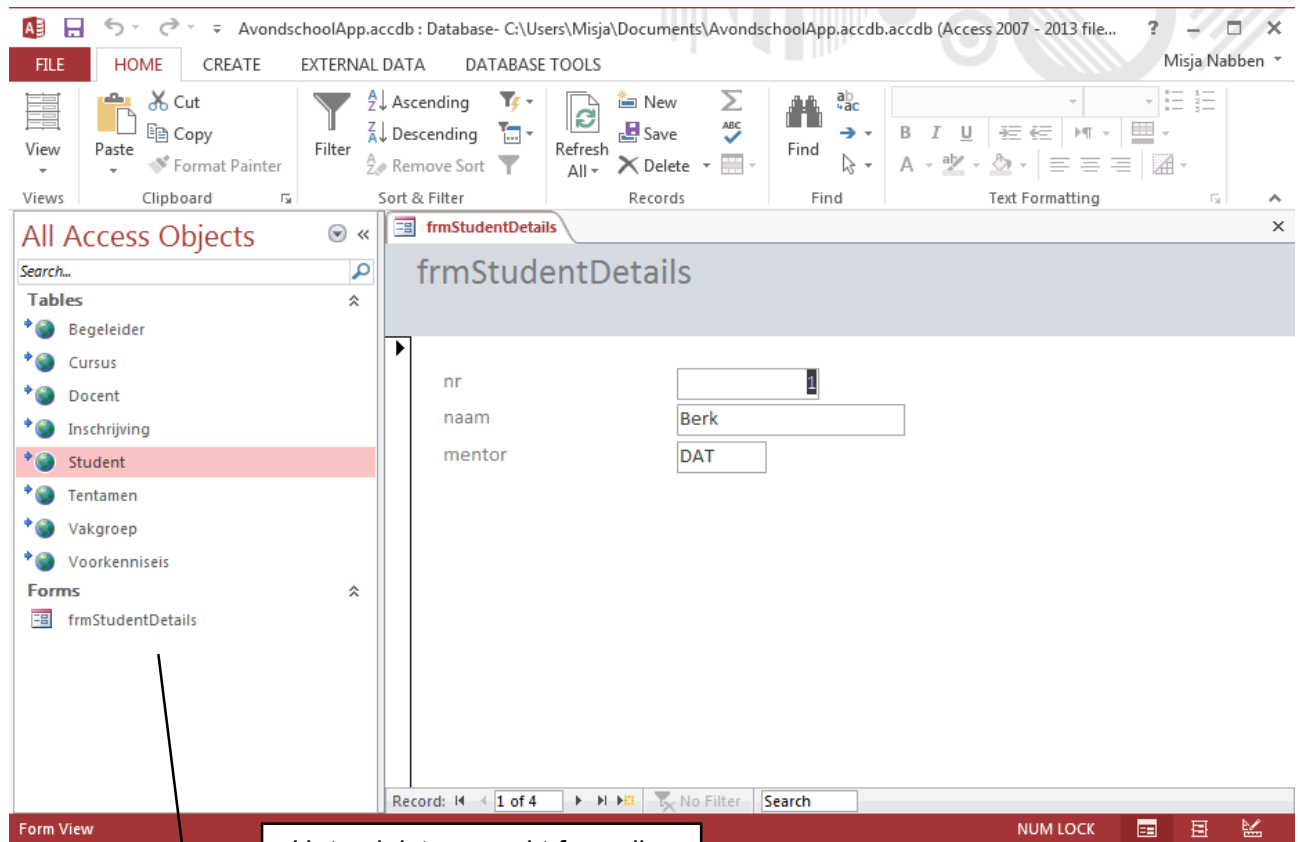 AvondschoolApp.accdb : Database- C:\Users\Misja\Documents\AvondschoolApp.accdb.accdb (Access 2007 - 2013 file... ?
FILE HOME CREATE EXTERNAL DATA DATABASE TOOLS Misja Nabben
View
Views
Paste
Cut
Copy
Format Painter
Clipboard
Filter
Ascending
Descending
Remove Sort
Sort & Filter
Refresh
All
New
Save
Delete
Records
Find
Find
B I U
A
Text Formatting
All Access Objects
Search...
Tables
Begeleider
Cursus
Docent
Inschrijving
Student
Tentamen
Vakgroep
Voorkenniseis
Forms
frmStudentDetails
frmStudentDetails
frmStudentDetails
nr 1
naam Berk
mentor DAT
Record: 1 of 4 No Filter Search
Form View NUM LOCK